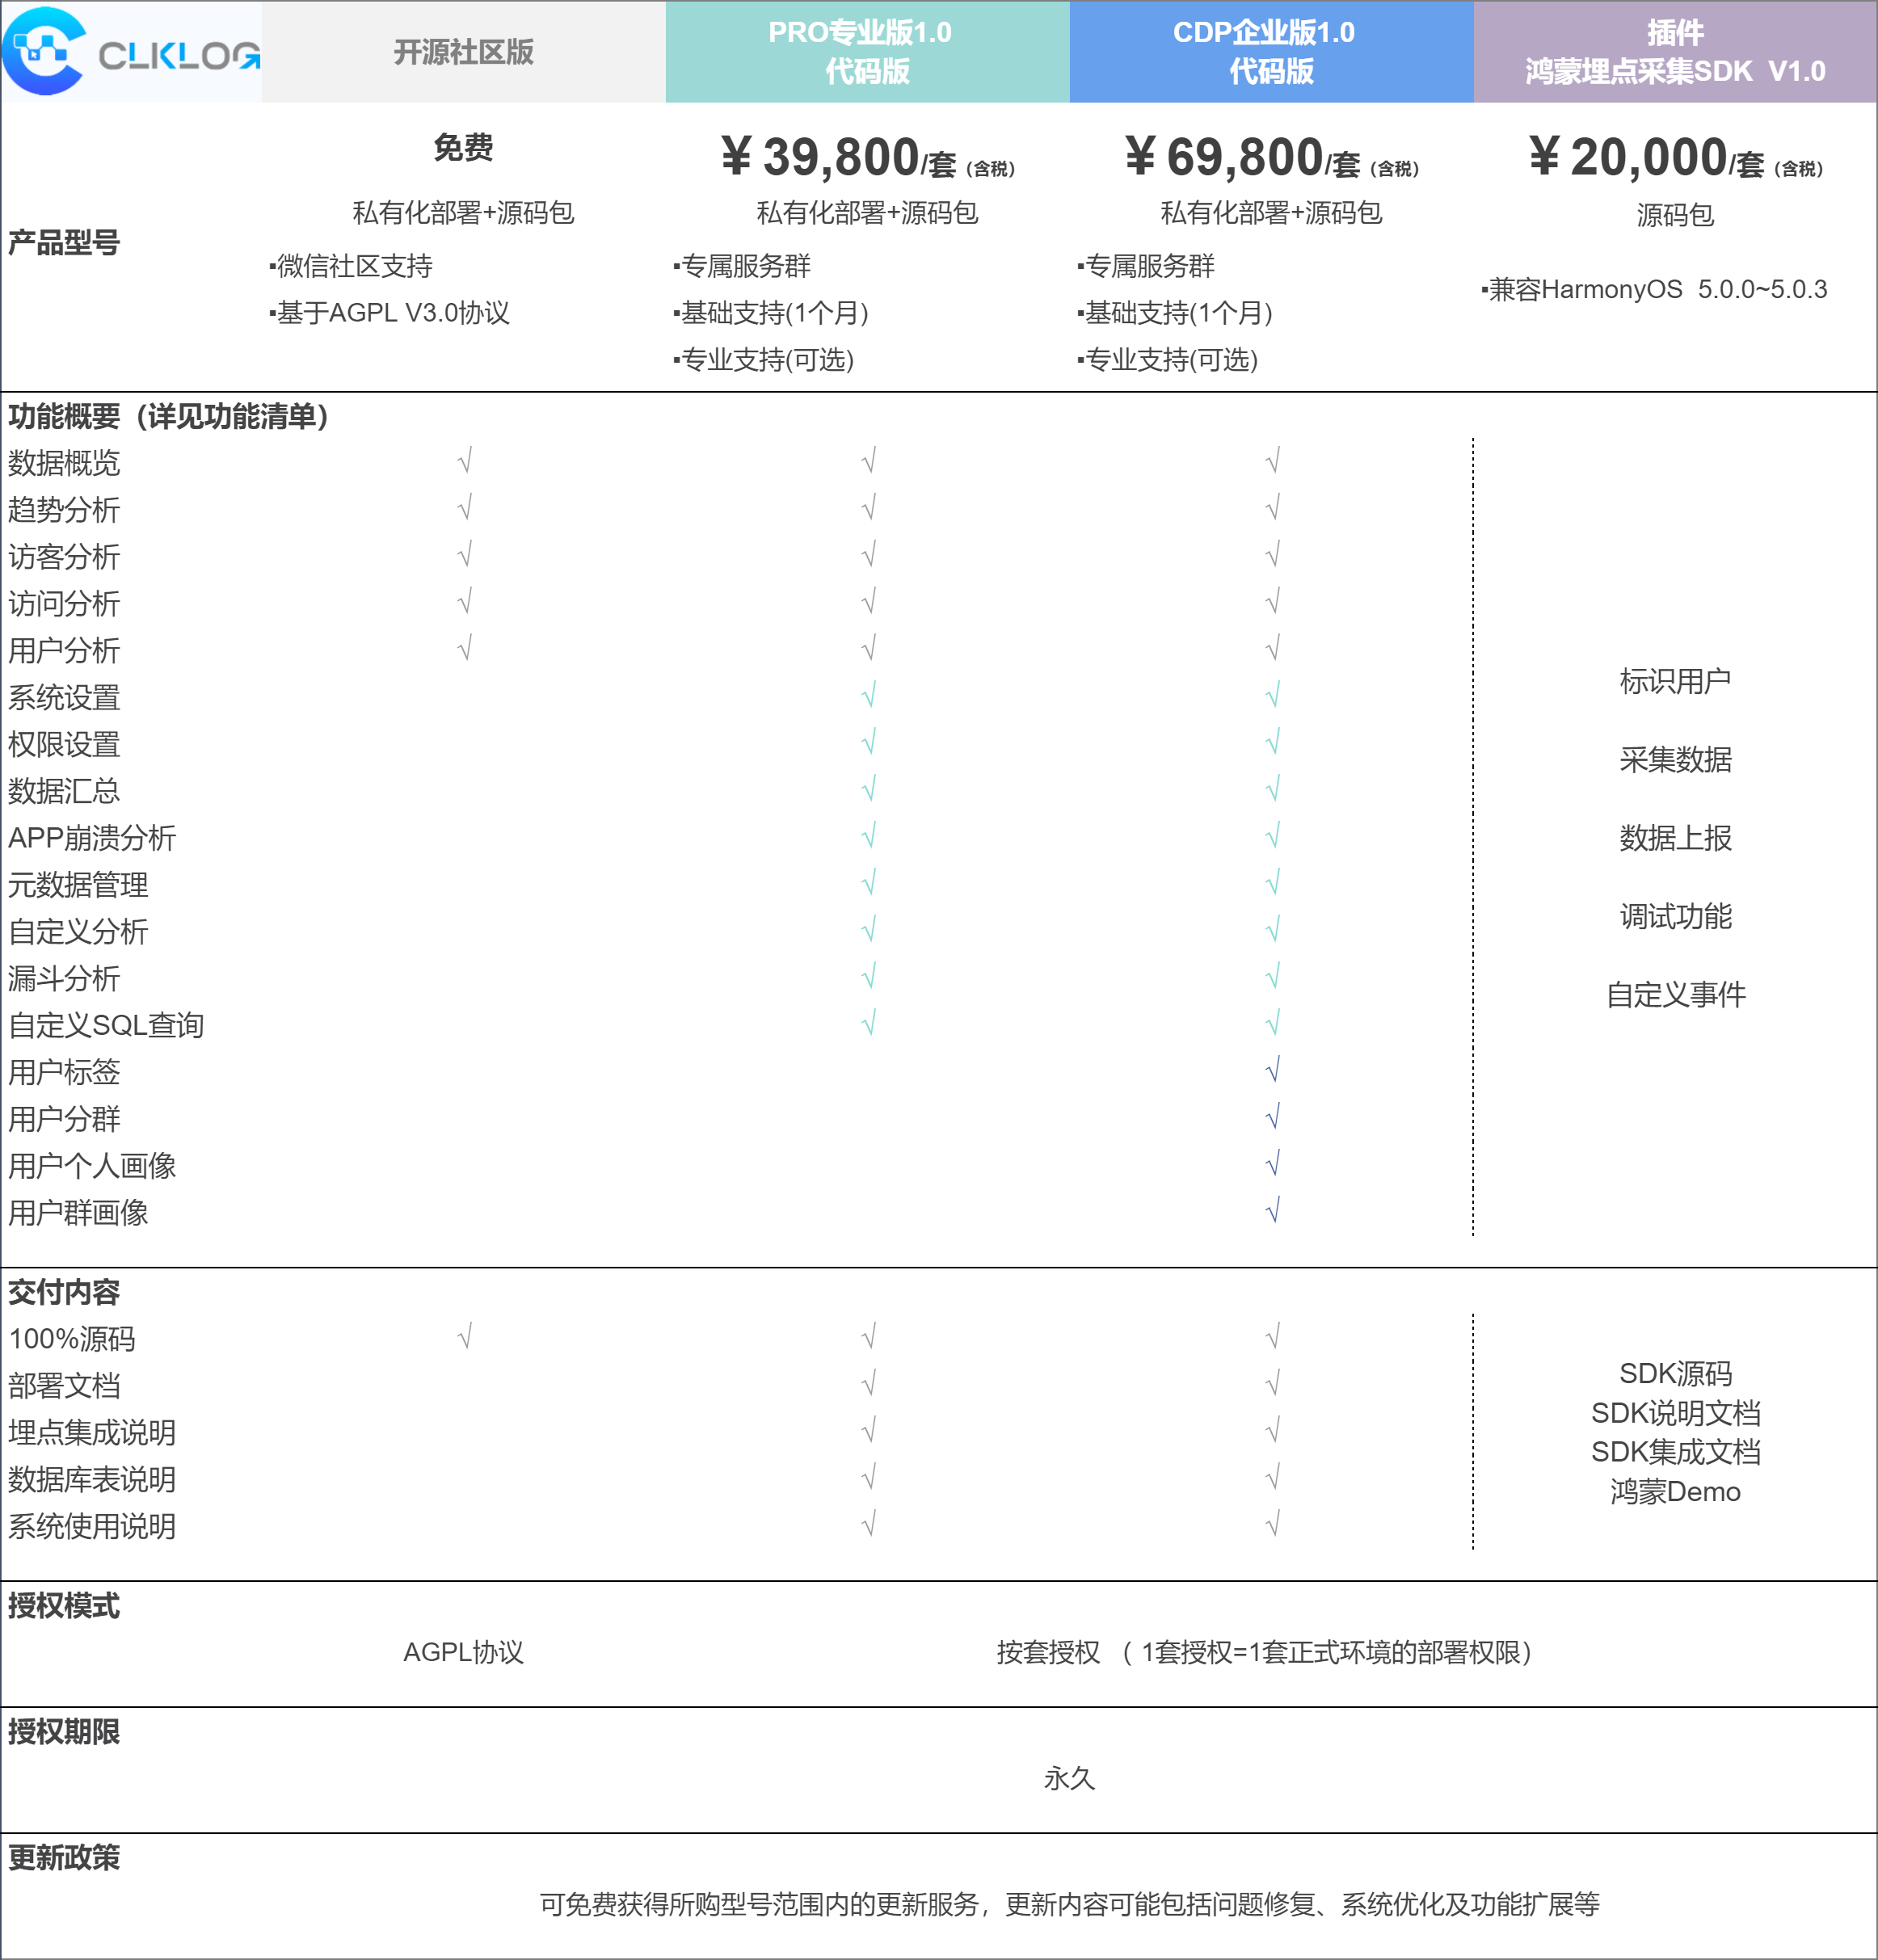 CLKLOG
开源社区版
PRO专业版1.0
代码版
CDP企业版1.0
代码版
插件
鸿蒙埋点采集SDK V1.0
产品型号
免费
私有化部署+源码包
▪微信社区支持
▪基于AGPL V3.0协议
¥39,800/套（含税）
私有化部署+源码包
▪专属服务群
▪基础支持(1个月)
▪专业支持(可选)
¥69,800/套（含税）
私有化部署+源码包
▪专属服务群
▪基础支持(1个月)
▪专业支持(可选)
¥20,000/套（含税）
源码包
▪兼容HarmonyOS 5.0.0~5.0.3
功能概要（详见功能清单）
数据概览 √ √ √
趋势分析 √ √ √
访客分析 √ √ √
访问分析 √ √ √
用户分析 √ √ √
系统设置 √ √
权限设置 √ √
数据汇总 √ √
APP崩溃分析 √ √
元数据管理 √ √
自定义分析 √ √
漏斗分析 √ √
自定义SQL查询 √ √
用户标签 √
用户分群 √
用户个人画像 √
用户群画像 √
标识用户
采集数据
数据上报
调试功能
自定义事件
交付内容
100%源码 √ √ √
部署文档 √ √
埋点集成说明 √ √
数据库表说明 √ √
系统使用说明 √ √
SDK源码
SDK说明文档
SDK集成文档
鸿蒙Demo
授权模式
AGPL协议
按套授权 （ 1套授权=1套正式环境的部署权限）
授权期限
永久
更新政策
可免费获得所购型号范围内的更新服务，更新内容可能包括问题修复、系统优化及功能扩展等